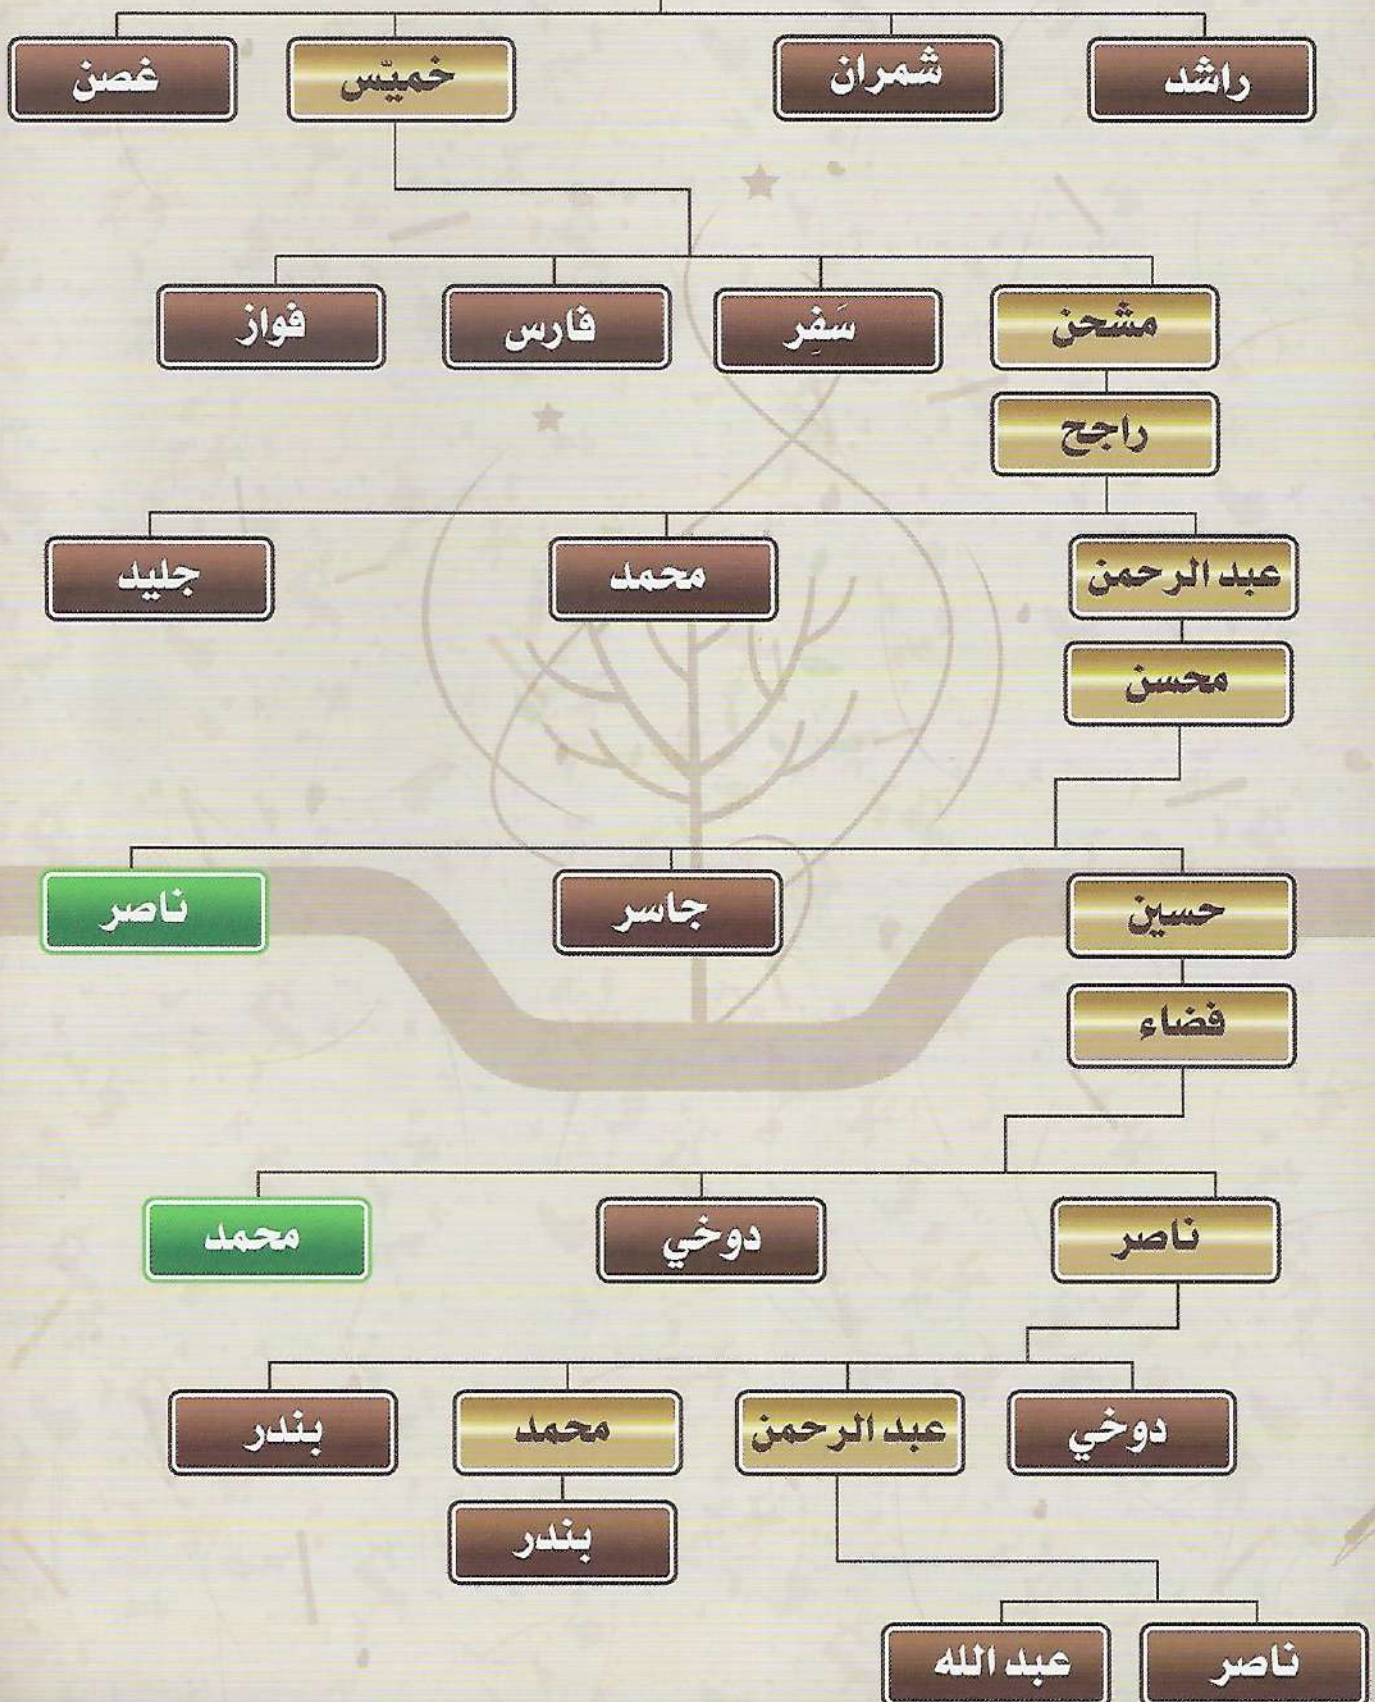 راشد شمران خميّس غصن
مشحن سَفِر فارس فواز
راجح
عبد الرحمن محمد جليد
محسن
حسين جاسر ناصر
فضاء
ناصر دوخي محمد
دوخي عبد الرحمن محمد بندر
بندر
ناصر عبد الله